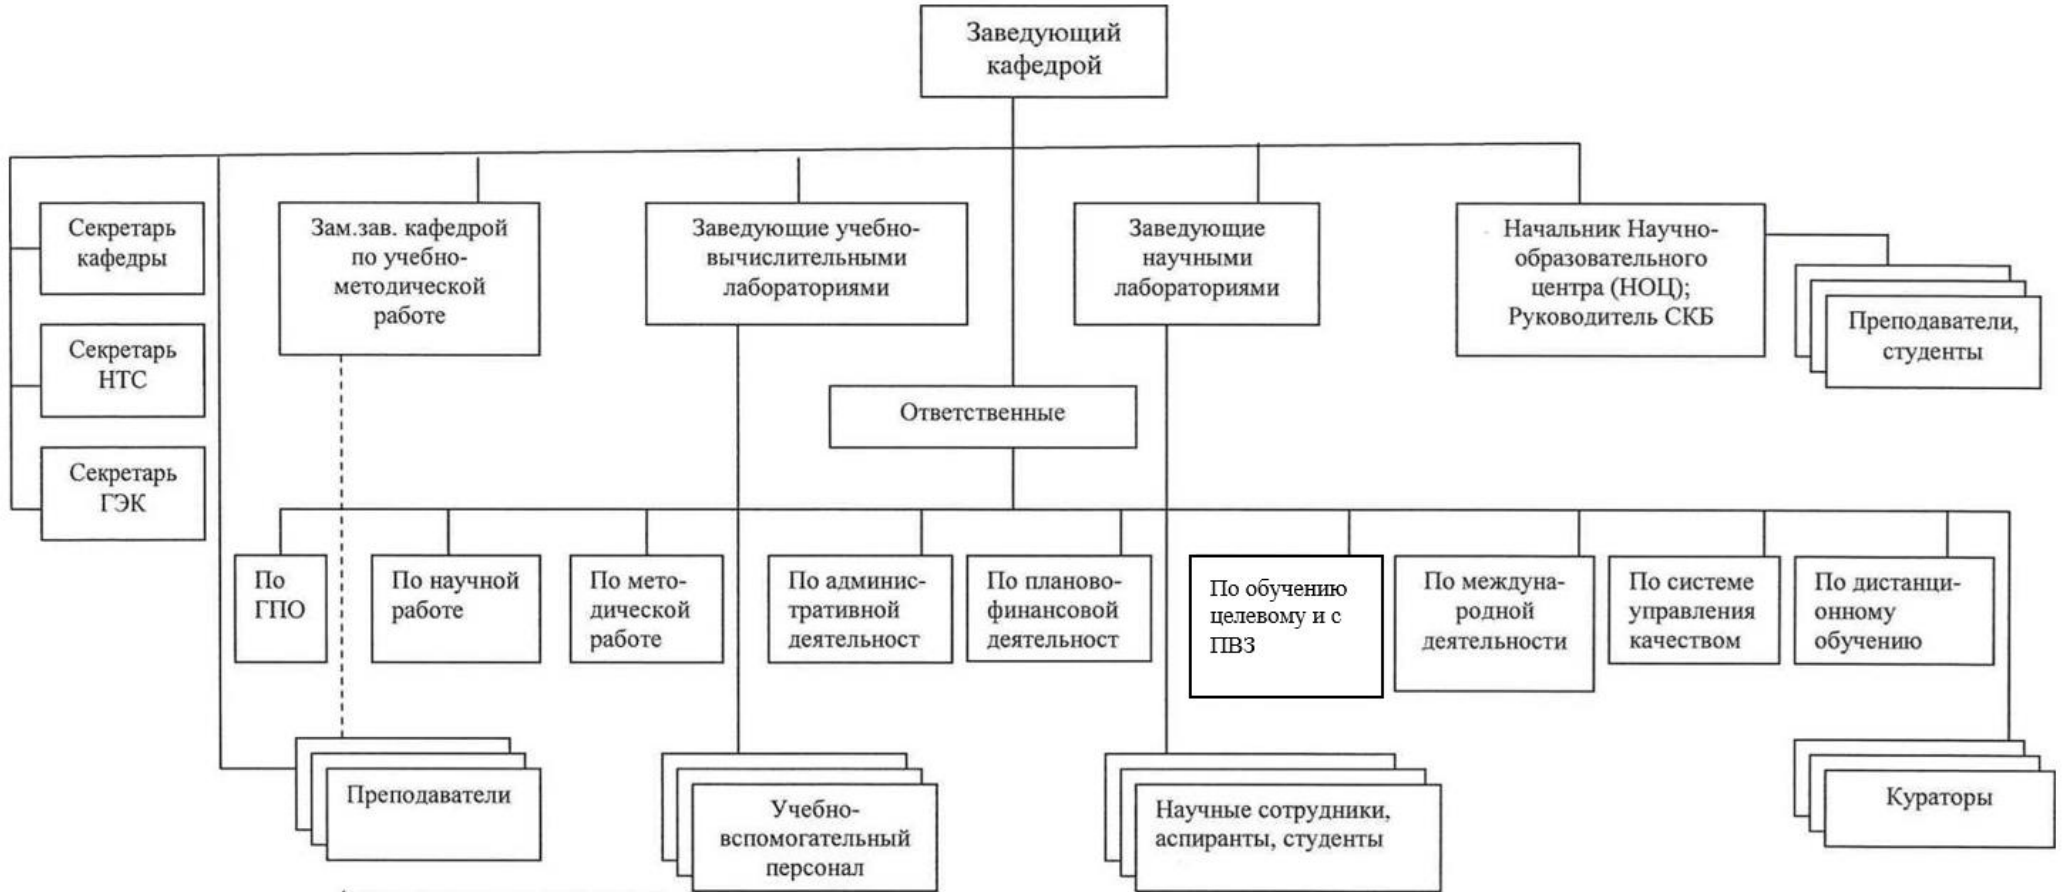 Заведующий
кафедрой
Секретарь
кафедры
Зам.зав. кафедрой
по учебно-
методической
работе
Заведующие учебно-
вычислительными
лабораториями
Заведующие
научными
лабораториями
Начальник Научно-
образовательного
центра (НОЦ);
Руководитель СКБ
Преподаватели,
студенты
Секретарь
НТС
Ответственные
Секретарь
ГЭК
По
ГПО
По научной
работе
По мето-
дической
работе
По админис-
тративной
деятельност
По планово-
финансовой
деятельност
По обучению
целевому и с
ПВЗ
По междуна-
родной
деятельности
По системе
управления
качеством
По дистанци-
онному
обучению
Преподаватели
Учебно-
вспомогательный
персонал
Научные сотрудники,
аспиранты, студенты
Кураторы